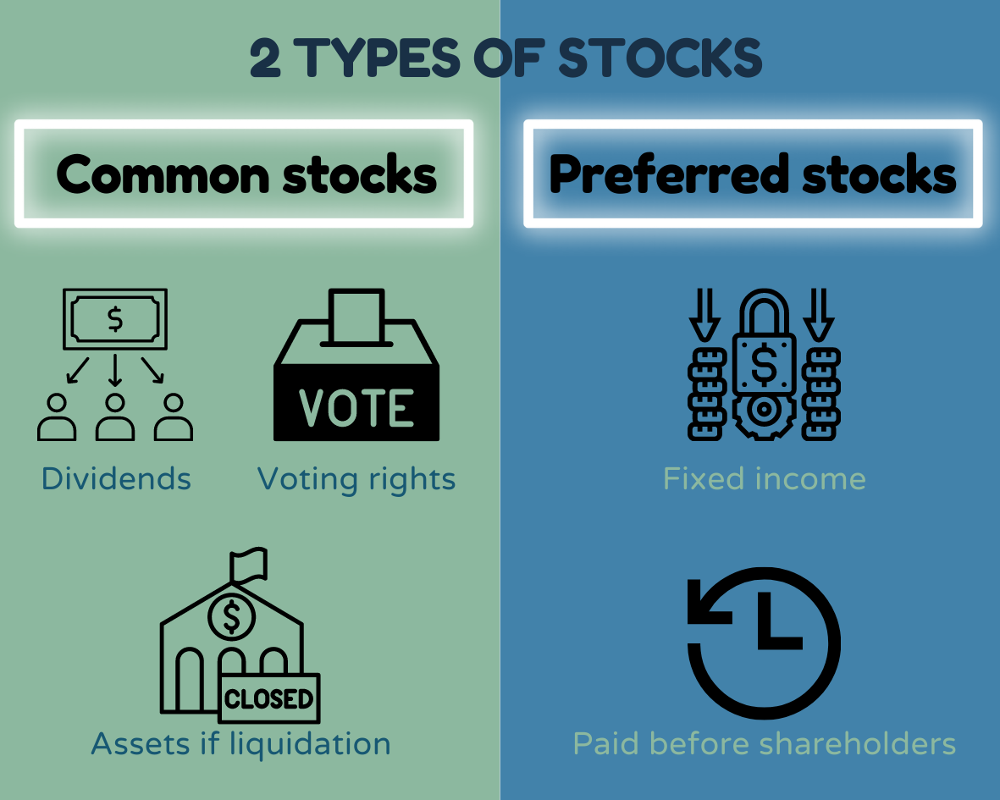 2 TYPES OF STOCKS
Common stocks
Preferred stocks
$
VOTE
$
Dividends
Voting rights
Fixed income
$
CLOSED
Assets if liquidation
Paid before shareholders